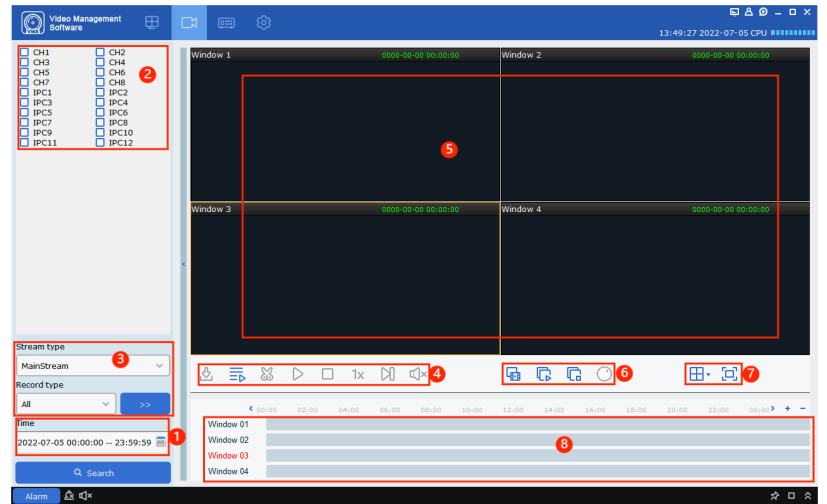 Video Management
Software
13:49:27 2022-07-05 CPU
CH1 CH2
CH3 CH4
CH5 CH6
CH7 CH8
IPC1 IPC2
IPC3 IPC4
IPC5 IPC6
IPC7 IPC8
IPC9 IPC10
IPC11 IPC12
2
Window 1 0000-00-00 00:00:00
Window 2 0000-00-00 00:00:00
5
Window 3 0000-00-00 00:00:00
Window 4 0000-00-00 00:00:00
Stream type
3
MainStream
Record type
All >>
Time
1
2022-07-05 00:00:00 -- 23:59:59
Search
1x
4
6
7
00:00 02:00 04:00 06:00 08:00 10:00 12:00 14:00 16:00 18:00 20:00 22:00 00:00 + -
Window 01
Window 02
Window 03
Window 04
8
Alarm